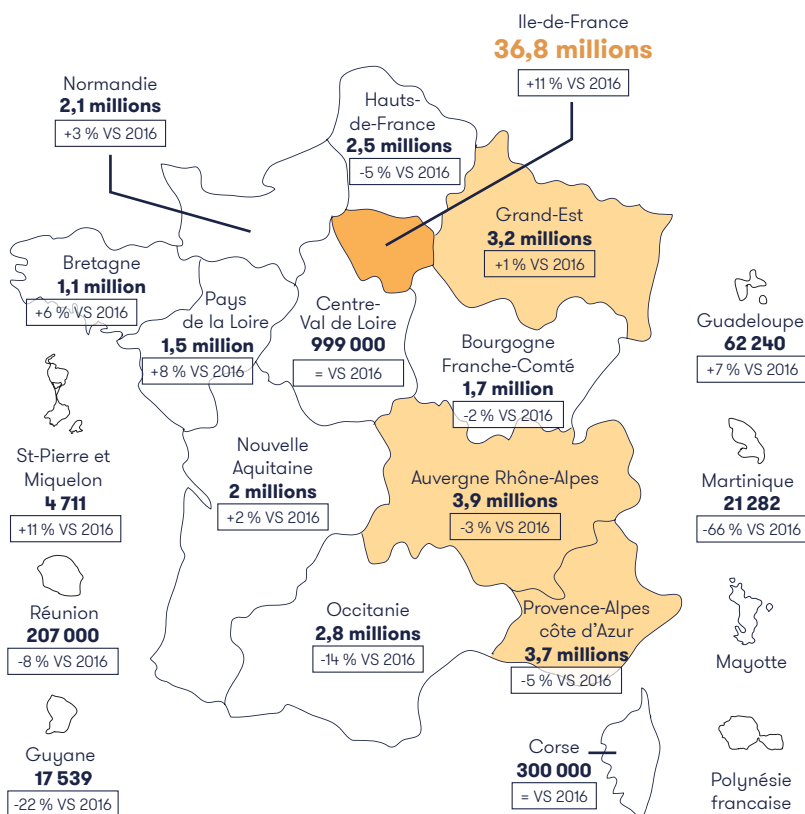 Ile-de-France
36,8 millions
+11 % VS 2016
Normandie
2,1 millions
+3 % VS 2016
Hauts-
de-France
2,5 millions
-5 % VS 2016
Grand-Est
3,2 millions
+1 % VS 2016
Bretagne
1,1 million
+6 % VS 2016
Pays
de la Loire
1,5 million
+8 % VS 2016
Centre-
Val de Loire
999 000
= VS 2016
Bourgogne
Franche-Comté
1,7 million
-2 % VS 2016
Guadeloupe
62 240
+7 % VS 2016
St-Pierre et
Miquelon
4 711
+11 % VS 2016
Nouvelle
Aquitaine
2 millions
+2 % VS 2016
Auvergne Rhône-Alpes
3,9 millions
-3 % VS 2016
Martinique
21 282
-66 % VS 2016
Réunion
207 000
-8 % VS 2016
Occitanie
2,8 millions
-14 % VS 2016
Provence-Alpes
côte d'Azur
3,7 millions
-5 % VS 2016
Mayotte
Guyane
17 539
-22 % VS 2016
Corse
300 000
= VS 2016
Polynésie
francaise